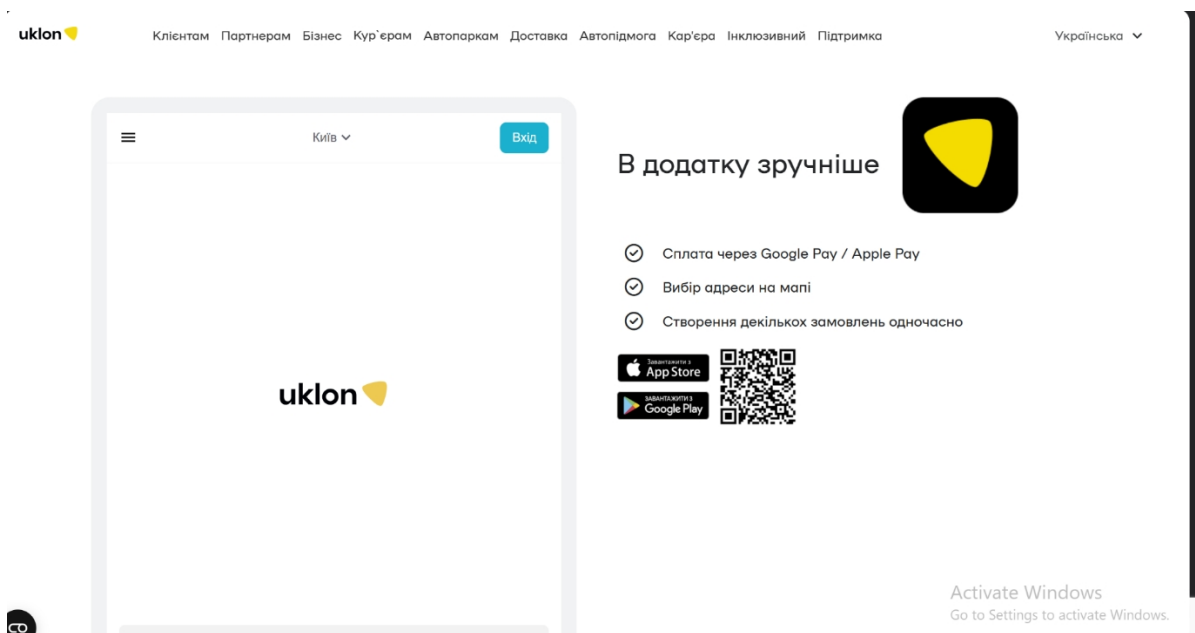 uklon
Клієнтам Партнерам Бізнес Кур`єрам Автопаркам Доставка Автопідмога Кар'єра Інклюзивний Підтримка
Українська
Київ
Вхід
uklon
В додатку зручніше
Сплата через Google Pay / Apple Pay
Вибір адреси на мапі
Створення декількох замовлень одночасно
Завантажити з
App Store
ЗАВАНТАЖИТИ З
Google Play
Activate Windows
Go to Settings to activate Windows.